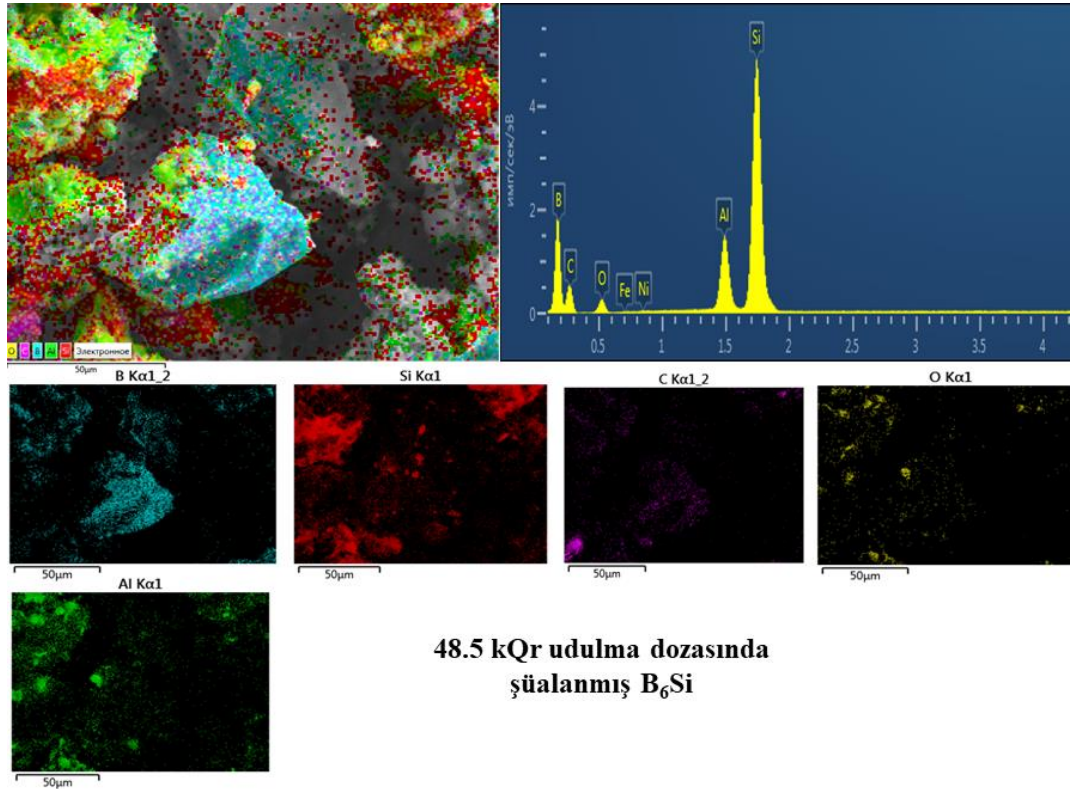 O C B Al Si Электронное
50µm
Si
4
имп/сек/эВ
B
2
Al
C
O
Fe
Ni
0
0.5 1 1.5 2 2.5 3 3.5 4
B Kα1_2
50µm
Si Kα1
50µm
C Kα1_2
50µm
O Kα1
50µm
Al Kα1
50µm
48.5 kQr udulma dozasında
şüalanmış B₆Si